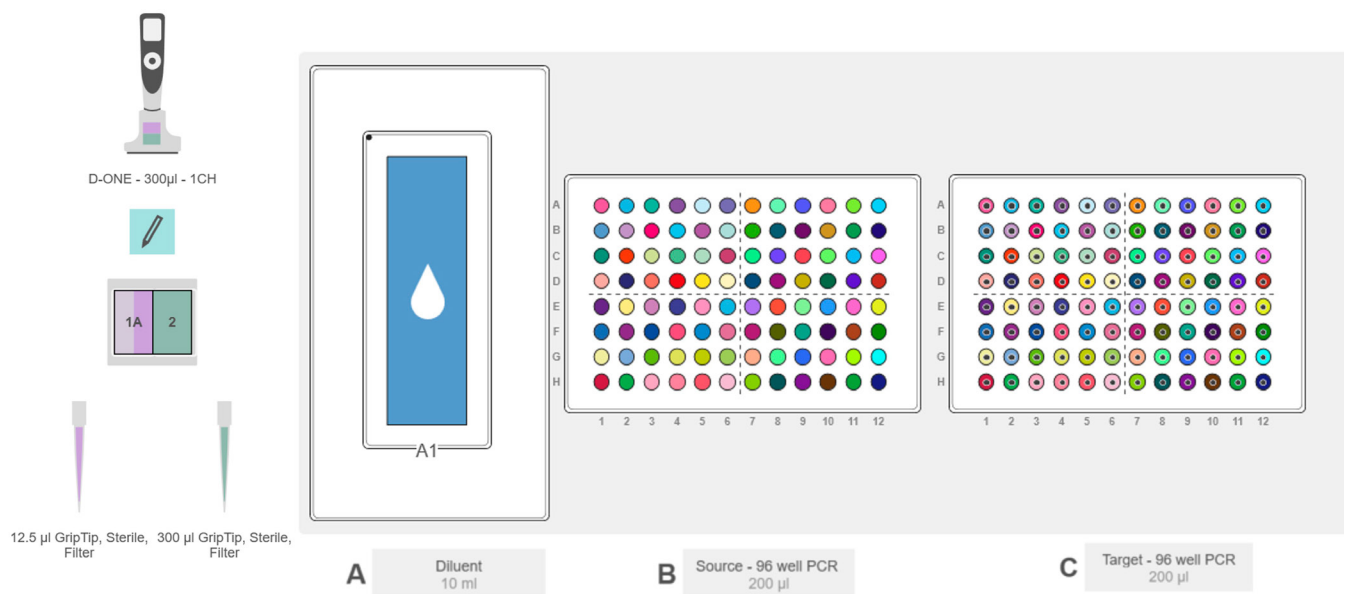 D-ONE - 300µl - 1CH
1A 2
12.5 µl GripTip, Sterile, Filter
300 µl GripTip, Sterile, Filter
A1
A
B
C
D
E
F
G
H
1 2 3 4 5 6 7 8 9 10 11 12
A
B
C
D
E
F
G
H
1 2 3 4 5 6 7 8 9 10 11 12
A
Diluent
10 ml
B
Source - 96 well PCR
200 µl
C
Target - 96 well PCR
200 µl